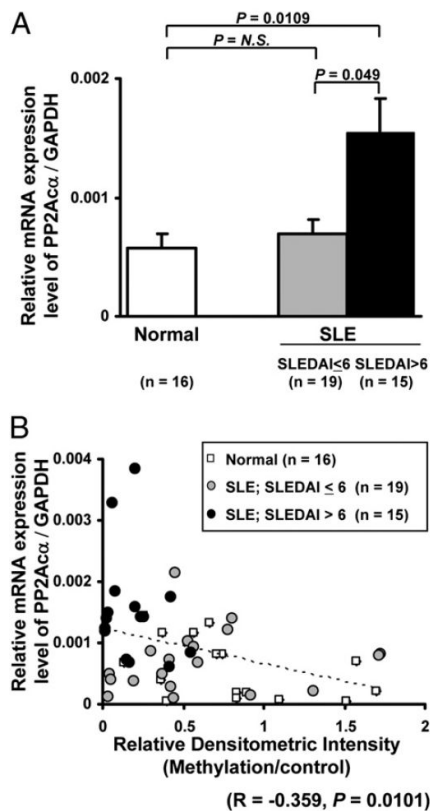 A
P = 0.0109
P = N.S.
P = 0.049
Relative mRNA expression
level of PP2Acα / GAPDH
0.002
0.001
0
Normal
SLE
SLEDAI≤6 SLEDAI>6
(n = 16) (n = 19) (n = 15)
B
Normal (n = 16)
SLE; SLEDAI ≤ 6 (n = 19)
SLE; SLEDAI > 6 (n = 15)
Relative mRNA expression
level of PP2Acα / GAPDH
0.004
0.003
0.002
0.001
0
0 0.5 1 1.5 2
Relative Densitometric Intensity
(Methylation/control)
(R = -0.359, P = 0.0101)